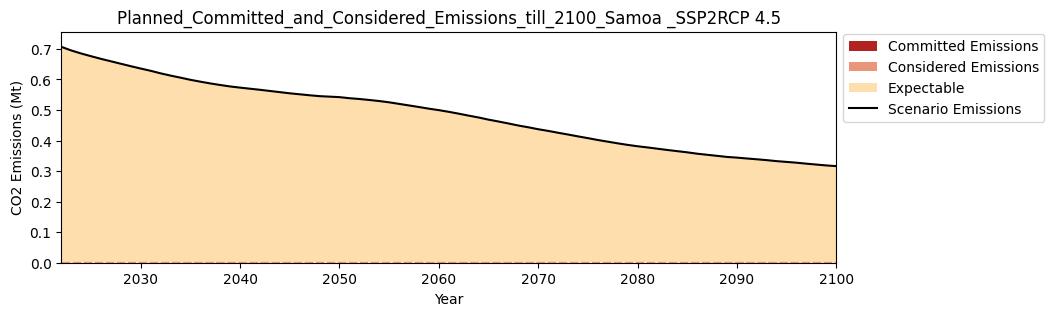 Planned_Committed_and_Considered_Emissions_till_2100_Samoa _SSP2RCP 4.5
Committed Emissions
Considered Emissions
Expectable
Scenario Emissions
CO2 Emissions (Mt)
0.7
0.6
0.5
0.4
0.3
0.2
0.1
0.0
2030 2040 2050 2060 2070 2080 2090 2100
Year